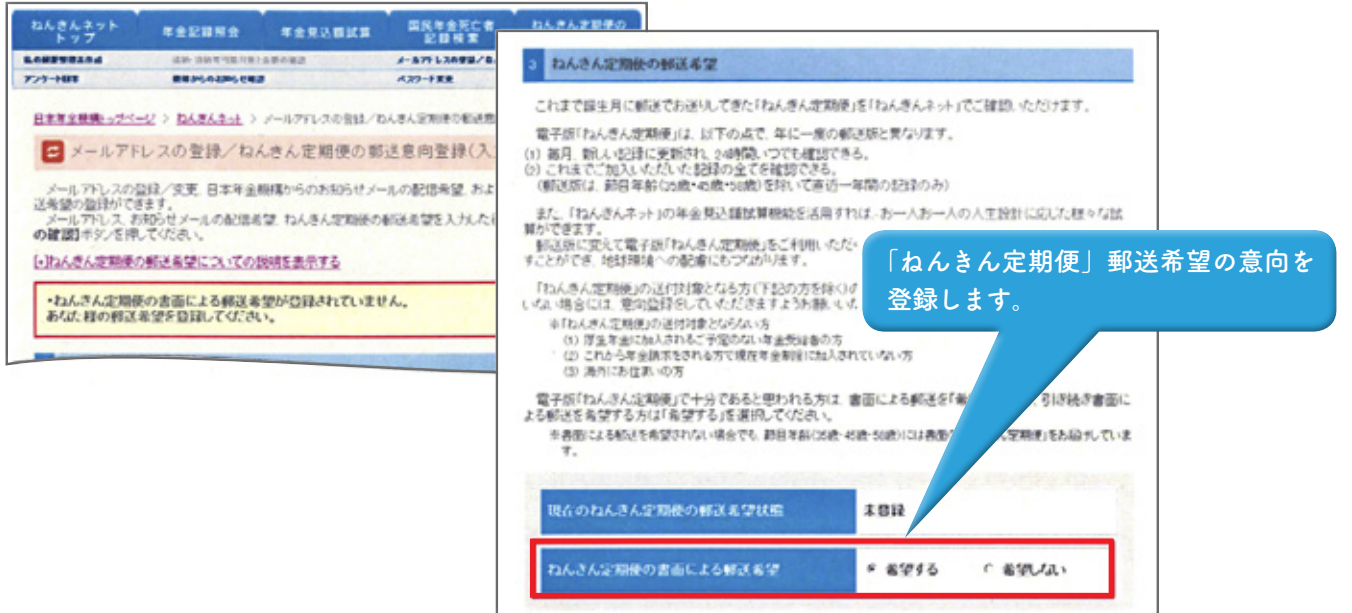 ねんきんネット
トップ
年金記録照会
年金見込額試算
国民年金死亡者
記録検索
ねんきん定期便の
アンケート回答
パスワード変更
日本年金機構トップページ > ねんきんネット > メールアドレスの登録/ねんきん定期便の郵送意
メールアドレスの登録/ねんきん定期便の郵送意向登録(入
メールアドレスの登録/変更、日本年金機構からのお知らせメールの配信希望、およ
送希望の登録ができます。
メールアドレス、お知らせメールの配信希望、ねんきん定期便の郵送希望を入力した
の確認]ボタンを押してください。
[+]ねんきん定期便の郵送希望についての説明を表示する
・ねんきん定期便の書面による郵送希望が登録されていません。
あなた様の郵送希望を登録してください。
3 ねんきん定期便の郵送希望
これまで誕生月に郵送でお送りしてきた「ねんきん定期便」を「ねんきんネット」でご確認いただけます。
電子版「ねんきん定期便」は、以下の点で、年に一度の郵送版と異なります。
(1) 毎月、新しい記録に更新され、24時間、いつでも確認できる。
(2) これまでご加入いただいた記録の全てを確認できる。
(郵送版は、節目年齢(35歳・45歳・58歳)を除いて直近一年間の記録のみ)
また、「ねんきんネット」の年金見込額試算機能を活用すれば、お一人お一人の人生設計に応じた様々な試
算ができます。
郵送版に変えて電子版「ねんきん定期便」をご利用いただ
すことができ、地球環境への配慮にもつながります。
「ねんきん定期便」の送付対象となる方(下記の方を除く)の
いない場合には、意向登録をしていただきますようお願いいた
※「ねんきん定期便」の送付対象とならない方
(1) 厚生年金に加入されるご予定のない年金受給者の方
(2) これから年金請求をされる方で現在年金制度に加入されていない方
(3) 海外にお住まいの方
電子版「ねんきん定期便」で十分であると思われる方は、書面による郵送を「希 引き続き書面に
よる郵送を希望する方は「希望する」を選択してください。
※書面による郵送を希望されない場合でも、節目年齢(35歳・45歳・58歳)には 定期便」をお届けしていま
す。
「ねんきん定期便」郵送希望の意向を
登録します。
現在のねんきん定期便の郵送希望状態 未登録
ねんきん定期便の書面による郵送希望 希望する 希望しない